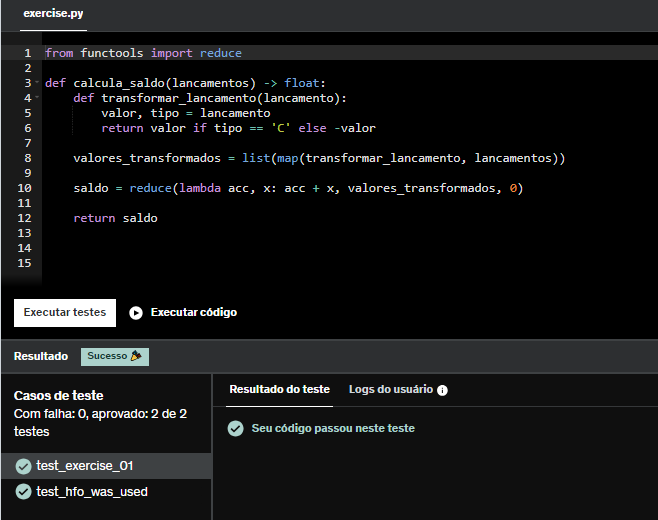 exercise.py
1 from functools import reduce
2
3 def calcula_saldo(lancamentos) -> float:
4     def transformar_lancamento(lancamento):
5         valor, tipo = lancamento
6         return valor if tipo == 'C' else -valor
7
8     valores_transformados = list(map(transformar_lancamento, lancamentos))
9
10     saldo = reduce(lambda acc, x: acc + x, valores_transformados, 0)
11
12     return saldo
13
14
15
Executar testes Executar código
Resultado Sucesso 🎉
Casos de teste
Com falha: 0, aprovado: 2 de 2
testes
test_exercise_01
test_hfo_was_used
Resultado do teste Logs do usuário
Seu código passou neste teste